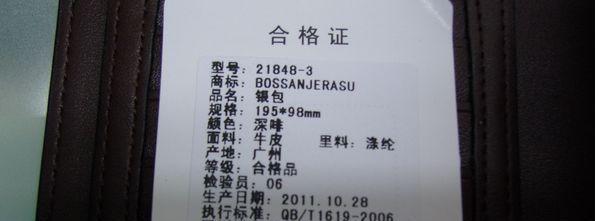 合格证
型号：21848-3
商标：BOSSANJERASU
品名：银包
规格：195*98mm
颜色：深啡
面料：牛皮 里料：涤纶
产地：广州
等级：合格品
检验员：06
生产日期：2011.10.28
执行标准：QB/T1619-2006